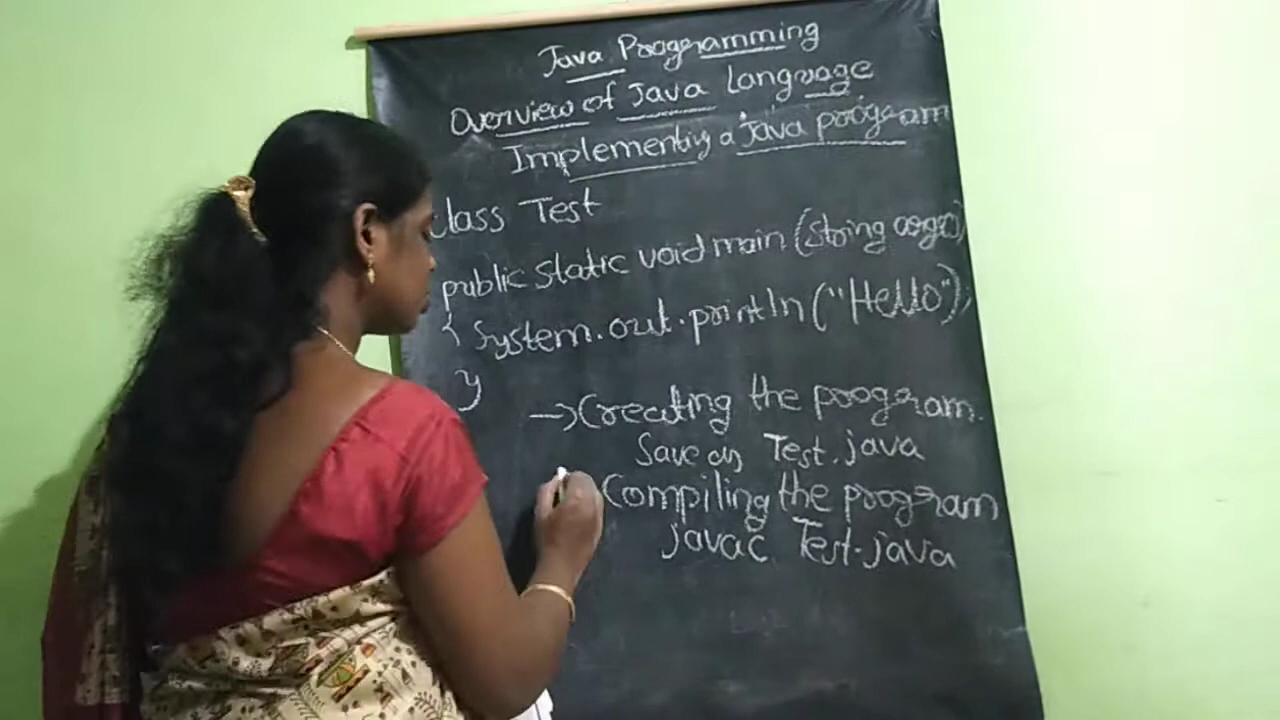 Java Programming
Overview of Java Language
Implementing a Java program
class Test
public static void main (String args[])
{ System.out.println ("Hello");
}
→ Creating the program.
Save as Test.java
Compiling the program
javac Test.java